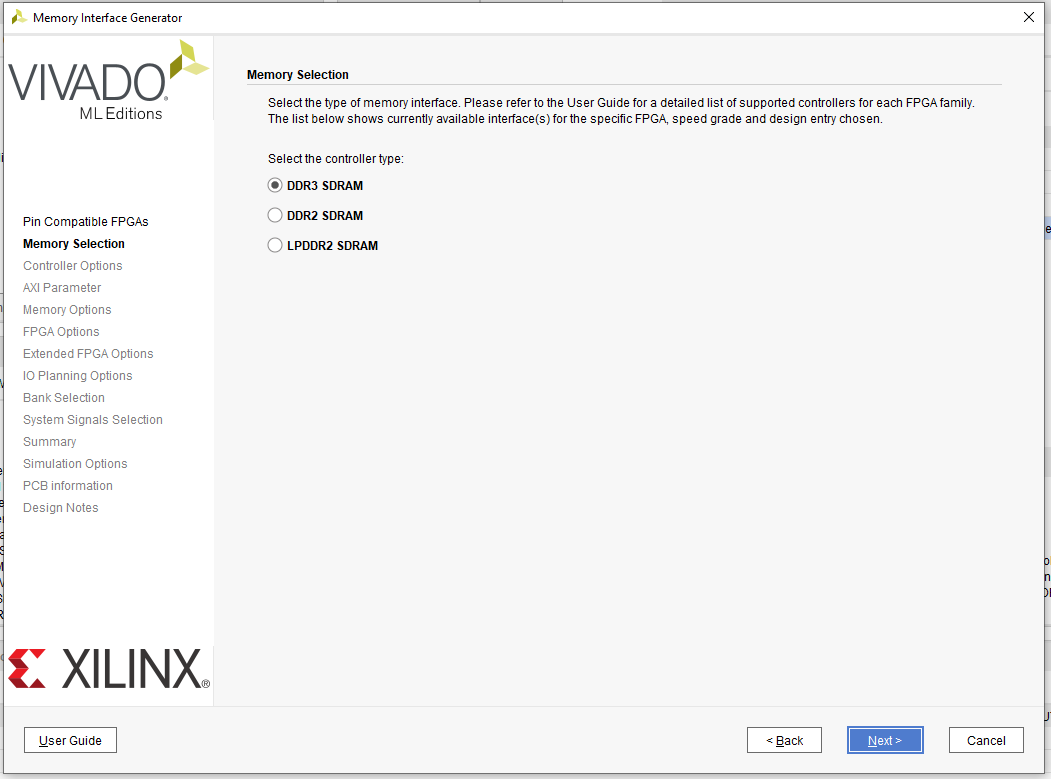 Memory Interface Generator
VIVADO
ML Editions
Pin Compatible FPGAs
Memory Selection
Controller Options
AXI Parameter
Memory Options
FPGA Options
Extended FPGA Options
IO Planning Options
Bank Selection
System Signals Selection
Summary
Simulation Options
PCB information
Design Notes
XILINX®
Memory Selection
Select the type of memory interface. Please refer to the User Guide for a detailed list of supported controllers for each FPGA family.
The list below shows currently available interface(s) for the specific FPGA, speed grade and design entry chosen.
Select the controller type:
DDR3 SDRAM
DDR2 SDRAM
LPDDR2 SDRAM
User Guide
< Back
Next >
Cancel